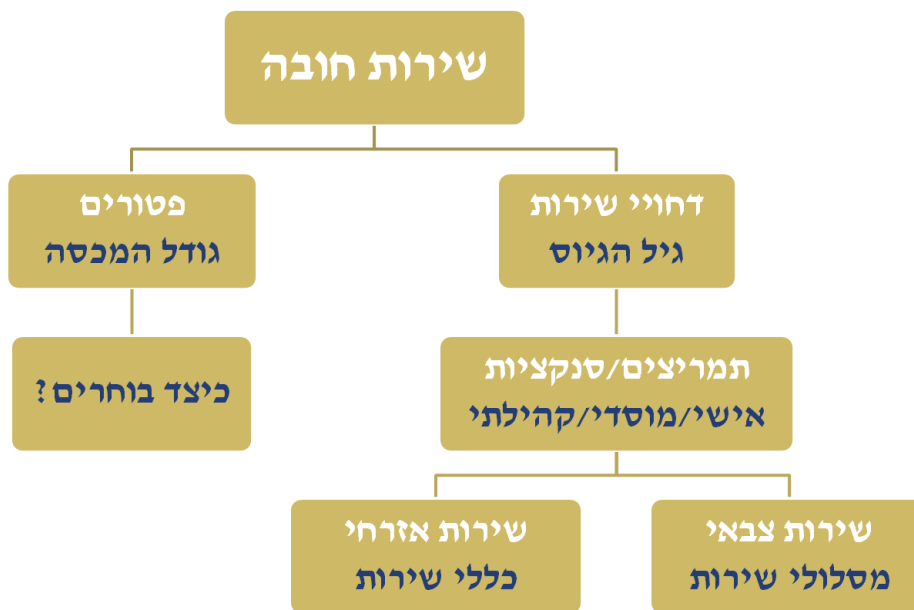 שירות חובה
דחויי שירות
גיל הגיוס
פטורים
גודל המכסה
תמריצים/סנקציות
אישי/מוסדי/קהילתי
כיצד בוחרים?
שירות צבאי
מסלולי שירות
שירות אזרחי
כללי שירות